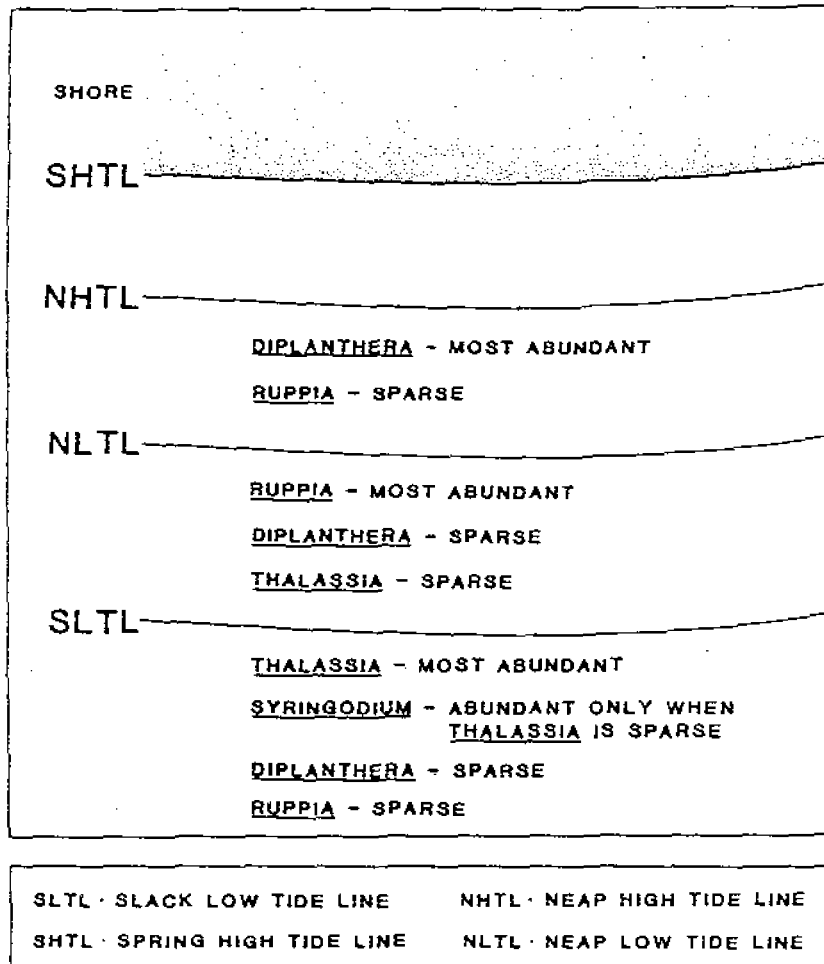 SHORE
SHTL
NHTL
DIPLANTHERA - MOST ABUNDANT
RUPPIA - SPARSE
NLTL
RUPPIA - MOST ABUNDANT
DIPLANTHERA - SPARSE
THALASSIA - SPARSE
SLTL
THALASSIA - MOST ABUNDANT
SYRINGODIUM - ABUNDANT ONLY WHEN
THALASSIA IS SPARSE
DIPLANTHERA - SPARSE
RUPPIA - SPARSE
SLTL · SLACK LOW TIDE LINE NHTL · NEAP HIGH TIDE LINE
SHTL · SPRING HIGH TIDE LINE NLTL · NEAP LOW TIDE LINE